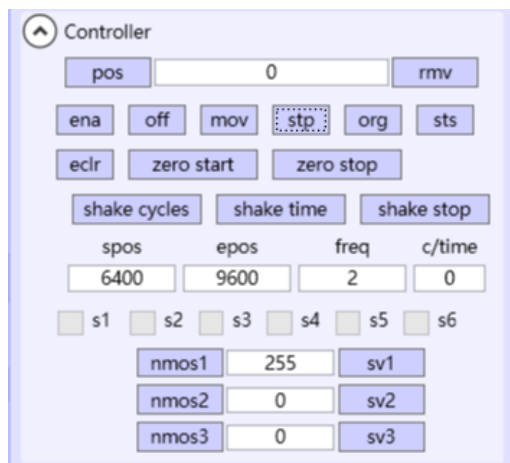 Controller
pos 0 rmv
ena off mov stp org sts
eclr zero start zero stop
shake cycles shake time shake stop
spos epos freq c/time
6400 9600 2 0
s1 s2 s3 s4 s5 s6
nmos1 255 sv1
nmos2 0 sv2
nmos3 0 sv3